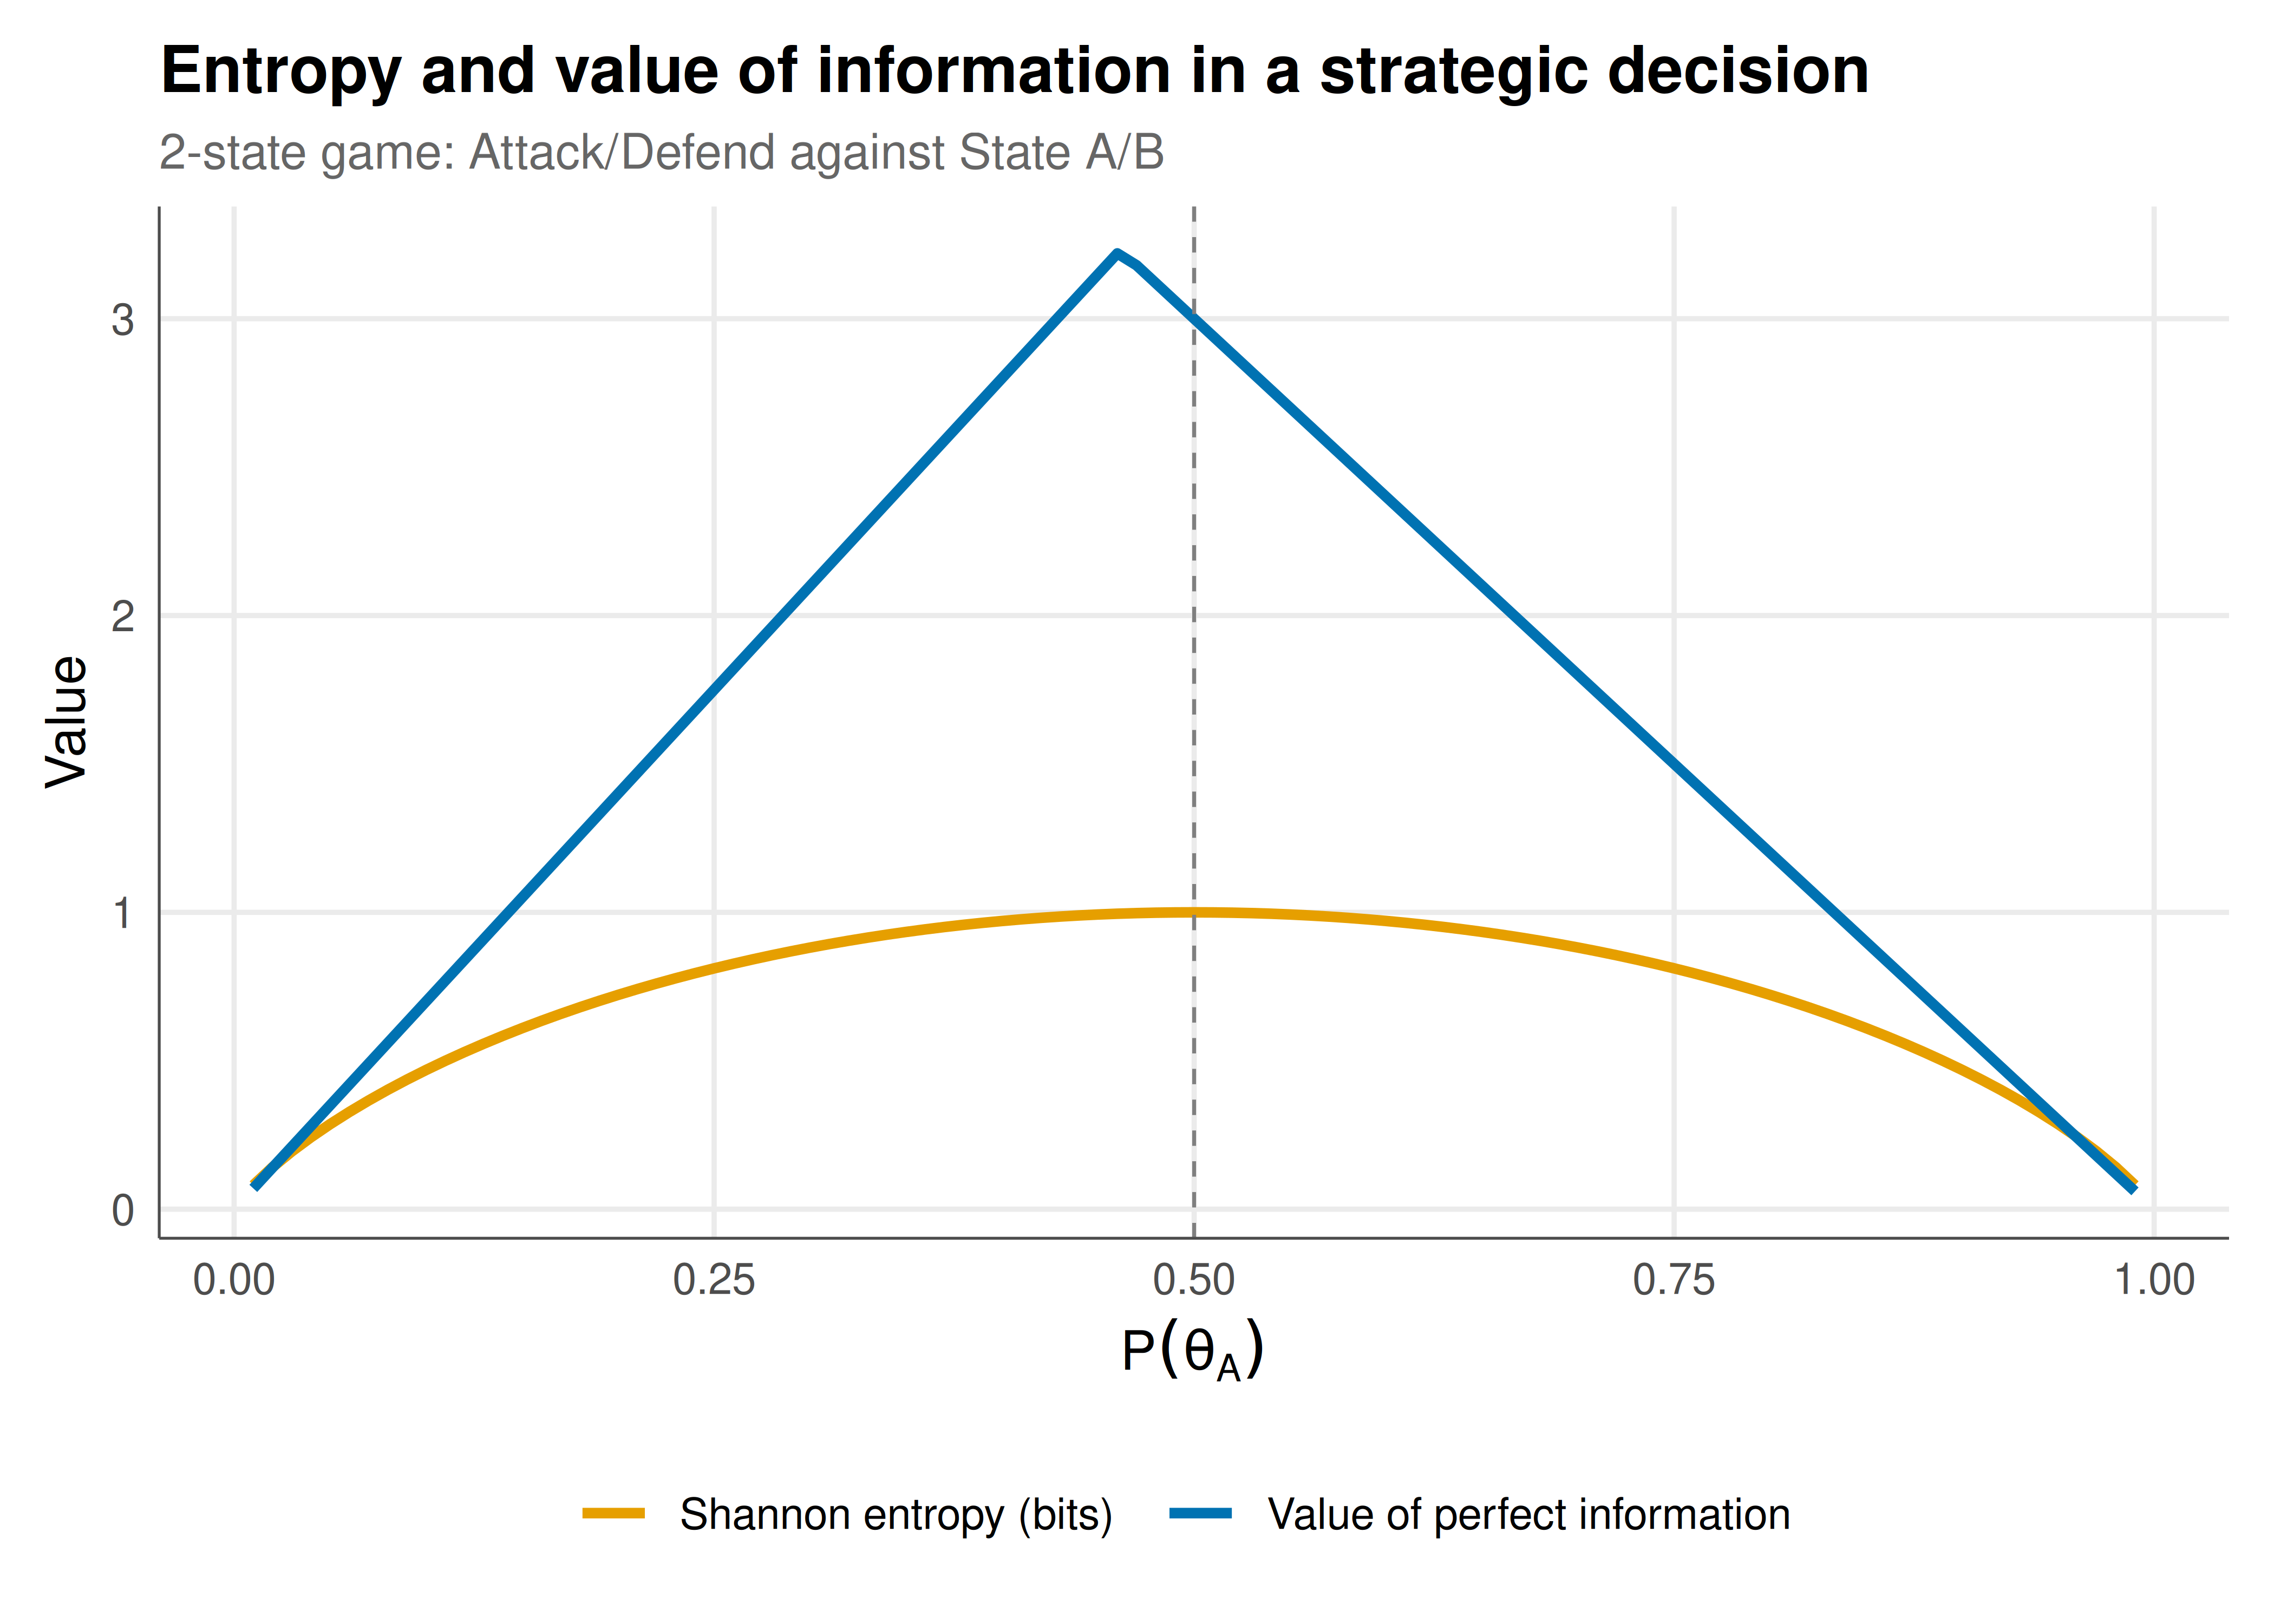 Entropy and value of information in a strategic decision
2-state game: Attack/Defend against State A/B
Value
3
2
1
0
0.00 0.25 0.50 0.75 1.00
P(θA)
Shannon entropy (bits) Value of perfect information